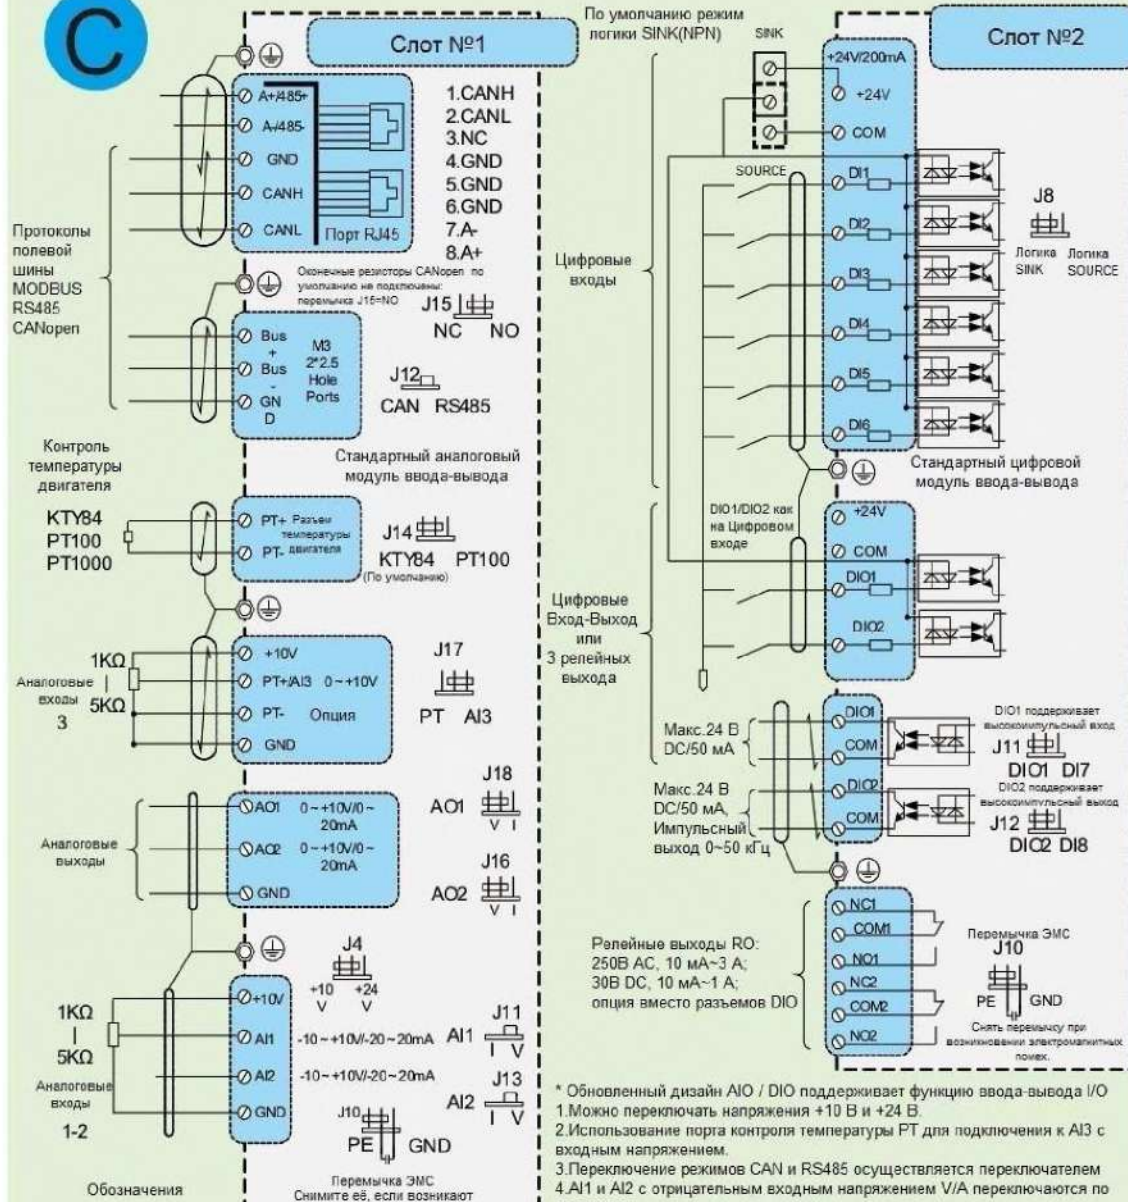 C
Слот №1
A+/485+
A-/485-
GND
CANH
CANL
Порт RJ45
1.CANH
2.CANL
3.NC
4.GND
5.GND
6.GND
7.A-
8.A+
Протоколы
полевой
шины
MODBUS
RS485
CANopen
Оконечные резисторы CANopen по
умолчанию не подключены:
перемычка J15=NO
J15
NC NO
Bus
+
Bus
-
GN
D
M3
2*2.5
Hole
Ports
J12
CAN RS485
Контроль
температуры
двигателя
Стандартный аналоговый
модуль ввода-вывода
KTY84
PT100
PT1000
PT+
PT-
Разъем
температуры
двигателя
J14
KTY84 PT100
(По умолчанию)
1KΩ
|
5KΩ
Аналоговые
входы
3
+10V
PT+/AI3 0~+10V
PT- Опция
GND
J17
PT AI3
J18
AO1
V I
J16
AO2
V I
Аналоговые
выходы
AO1 0~+10V/0~
20mA
AO2 0~+10V/0~
20mA
GND
J4
+10 +24
V V
1KΩ
|
5KΩ
Аналоговые
входы
1-2
+10V
AI1 -10~+10V/-20~20mA
AI2 -10~+10V/-20~20mA
GND
J11
AI1
I V
J13
AI2
I V
J10
PE GND
Перемычка ЭМС
Снимите её, если возникают
Обозначения
По умолчанию режим
логики SINK(NPN)
SINK
SOURCE
Слот №2
+24V/200mA
+24V
COM
DI1
DI2
DI3
DI4
DI5
DI6
J8
Логика
SINK
Логика
SOURCE
Цифровые
входы
Стандартный цифровой
модуль ввода-вывода
DIO1/DIO2 как
на Цифровом
входе
+24V
COM
DIO1
DIO2
Цифровые
Вход-Выход
или
3 релейных
выхода
Макс.24 В
DC/50 мА
Макс.24 В
DC/50 мА,
Импульсный
выход 0~50 кГц
DIO1
COM
DIO2
COM
DIO1 поддерживает
высокоимпульсный вход
J11
DIO1 DI7
DIO2 поддерживает
высокоимпульсный выход
J12
DIO2 DI8
Релейные выходы RO:
250В AC, 10 мА~3 А;
30В DC, 10 мА~1 А;
опция вместо разъемов DIO
NC1
COM1
NO1
NC2
COM2
NO2
Перемычка ЭМС
J10
PE GND
Снять перемычку при
возникновении электромагнитных
помех.
* Обновленный дизайн AIO / DIO поддерживает функцию ввода-вывода I/O
1.Можно переключать напряжения +10 В и +24 В.
2.Использование порта контроля температуры PT для подключения к AI3 с
входным напряжением.
3.Переключение режимов CAN и RS485 осуществляется переключателем
4.AI1 и AI2 с отрицательным входным напряжением V/A переключаются по